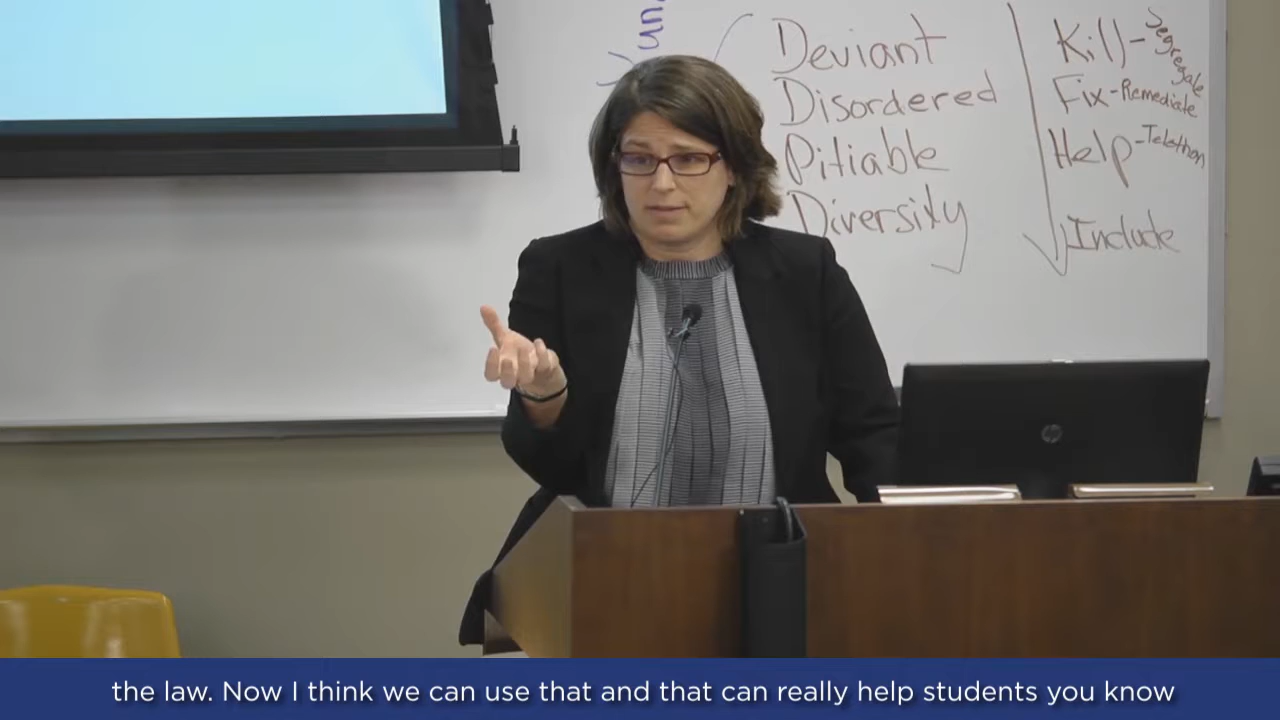 Deviant
Disordered
Pitiable
Diversity
Kill-Segregate
Fix-Remediate
Help-Telethon
Include
hp
the law. Now I think we can use that and that can really help students you know